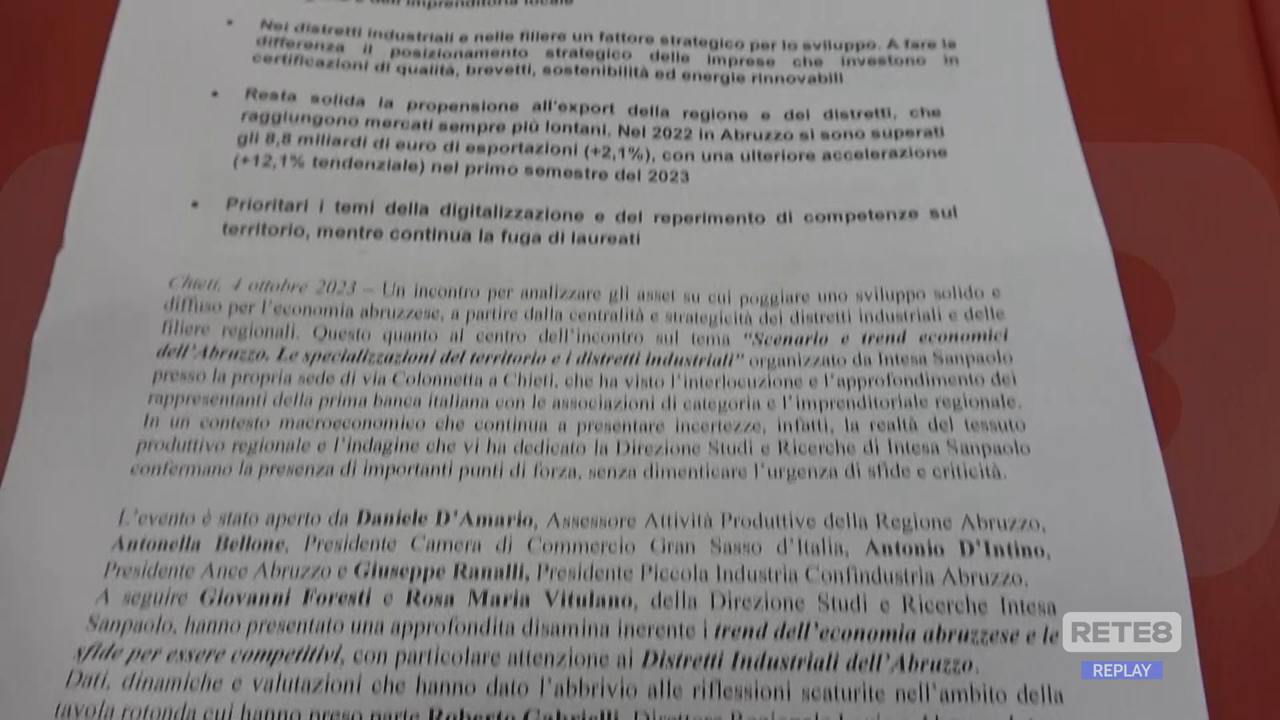 dell'imprenditoria locale
• Nei distretti industriali e nelle filiere un fattore strategico per lo sviluppo. A fare la
differenza il posizionamento strategico delle imprese che investono in
certificazioni di qualità, brevetti, sostenibilità ed energie rinnovabili
• Resta solida la propensione all'export della regione e dei distretti, che
raggiungono mercati sempre più lontani. Nel 2022 in Abruzzo si sono superati
gli 8,8 miliardi di euro di esportazioni (+2,1%), con una ulteriore accelerazione
(+12,1% tendenziale) nel primo semestre del 2023
• Prioritari i temi della digitalizzazione e del reperimento di competenze sul
territorio, mentre continua la fuga di laureati
Chieti, 4 ottobre 2023 – Un incontro per analizzare gli asset su cui poggiare uno sviluppo solido e
diffuso per l'economia abruzzese, a partire dalla centralità e strategicità dei distretti industriali e delle
filiere regionali. Questo quanto al centro dell'incontro sul tema "Scenario e trend economici
dell'Abruzzo. Le specializzazioni del territorio e i distretti industriali" organizzato da Intesa Sanpaolo
presso la propria sede di via Colonnetta a Chieti, che ha visto l'interlocuzione e l'approfondimento dei
rappresentanti della prima banca italiana con le associazioni di categoria e l'imprenditoriale regionale.
In un contesto macroeconomico che continua a presentare incertezze, infatti, la realtà del tessuto
produttivo regionale e l'indagine che vi ha dedicato la Direzione Studi e Ricerche di Intesa Sanpaolo
confermano la presenza di importanti punti di forza, senza dimenticare l'urgenza di sfide e criticità.
L'evento è stato aperto da Daniele D'Amario, Assessore Attività Produttive della Regione Abruzzo,
Antonella Bellone, Presidente Camera di Commercio Gran Sasso d'Italia, Antonio D'Intino,
Presidente Ance Abruzzo e Giuseppe Ranalli, Presidente Piccola Industria Confindustria Abruzzo.
A seguire Giovanni Foresti e Rosa Maria Vitulano, della Direzione Studi e Ricerche Intesa
Sanpaolo, hanno presentato una approfondita disamina inerente i trend dell'economia abruzzese e le
sfide per essere competitivi, con particolare attenzione ai Distretti Industriali dell'Abruzzo.
Dati, dinamiche e valutazioni che hanno dato l'abbrivio alle riflessioni scaturite nell'ambito della
tavola rotonda cui hanno preso parte Roberto Gabrielli, Direttore Regionale
RETE8
REPLAY